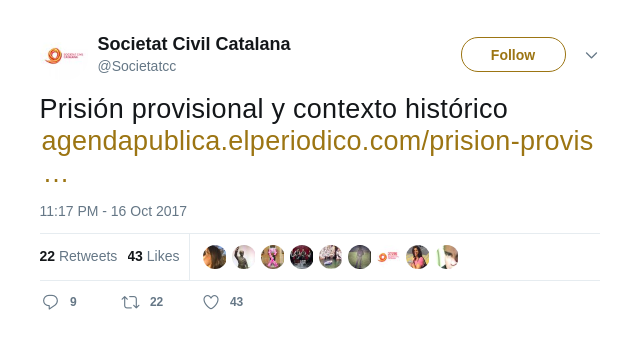 Societat Civil Catalana
@Societatcc
Follow
Prisión provisional y contexto histórico
agendapublica.elperiodico.com/prision-provis
…
11:17 PM - 16 Oct 2017
22 Retweets 43 Likes
9 22 43